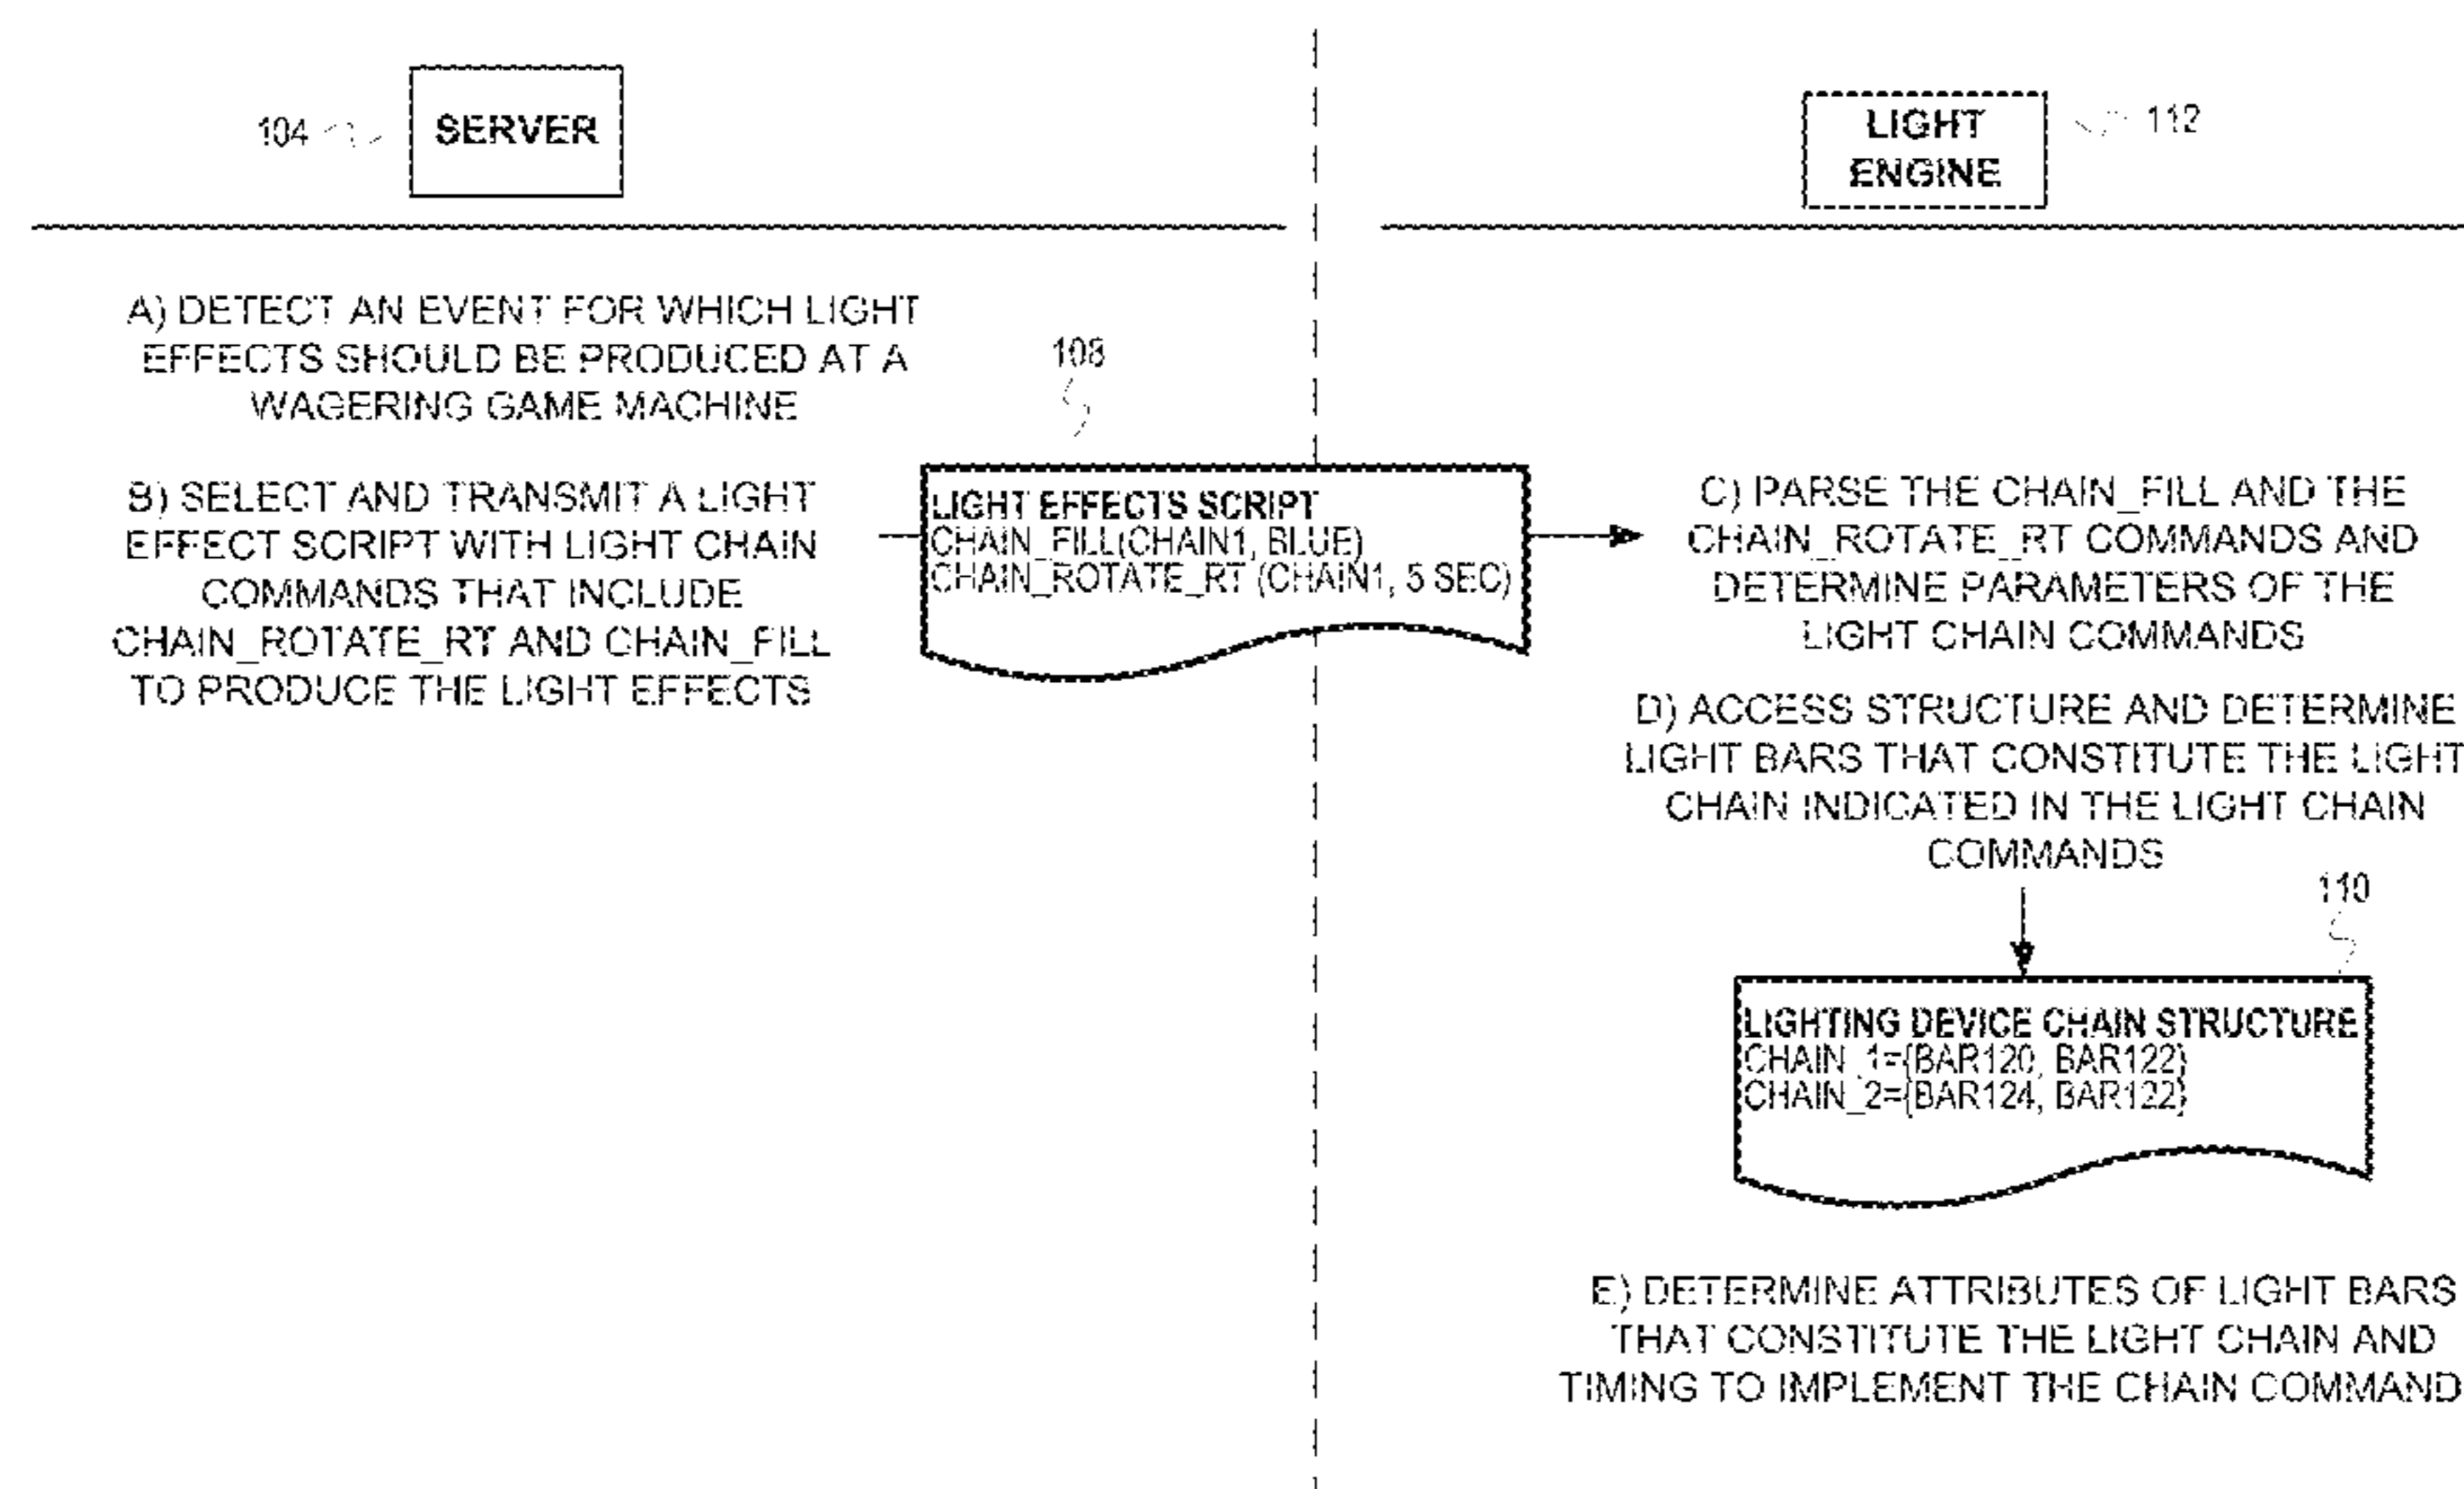 104
SERVER
LIGHT
ENGINE
112
A) DETECT AN EVENT FOR WHICH LIGHT
EFFECTS SHOULD BE PRODUCED AT A
WAGERING GAME MACHINE
108
B) SELECT AND TRANSMIT A LIGHT
EFFECT SCRIPT WITH LIGHT CHAIN
COMMANDS THAT INCLUDE
CHAIN_ROTATE_RT AND CHAIN_FILL
TO PRODUCE THE LIGHT EFFECTS
LIGHT EFFECTS SCRIPT
CHAIN_FILL(CHAIN1, BLUE)
CHAIN_ROTATE_RT (CHAIN1, 5 SEC)
C) PARSE THE CHAIN_FILL AND THE
CHAIN_ROTATE_RT COMMANDS AND
DETERMINE PARAMETERS OF THE
LIGHT CHAIN COMMANDS
D) ACCESS STRUCTURE AND DETERMINE
LIGHT BARS THAT CONSTITUTE THE LIGHT
CHAIN INDICATED IN THE LIGHT CHAIN
COMMANDS
110
LIGHTING DEVICE CHAIN STRUCTURE
CHAIN_1={BAR120, BAR122}
CHAIN_2={BAR124, BAR122}
E) DETERMINE ATTRIBUTES OF LIGHT BARS
THAT CONSTITUTE THE LIGHT CHAIN AND
TIMING TO IMPLEMENT THE CHAIN COMMAND